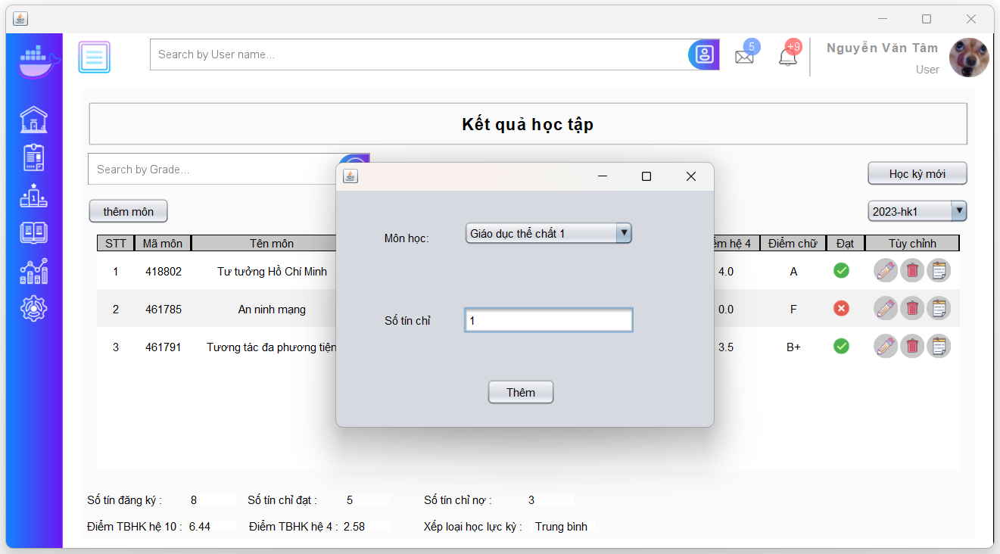 Search by User name...
5
+9
Nguyễn Văn Tâm
User
Kết quả học tập
Search by Grade...
Học kỳ mới
thêm môn
2023-hk1
Môn học:
Giáo dục thể chất 1
Số tín chỉ
1
Thêm
STT Mã môn Tên môn hệ 4 Điểm chữ Đạt Tùy chỉnh
1 418802 Tư tưởng Hồ Chí Minh 4.0 A
2 461785 An ninh mạng 0.0 F
3 461791 Tương tác đa phương tiện 3.5 B+
Số tín đăng ký : 8 Số tín chỉ đạt : 5 Số tín chỉ nợ : 3
Điểm TBHK hệ 10 : 6.44 Điểm TBHK hệ 4 : 2.58 Xếp loại học lực kỳ : Trung bình